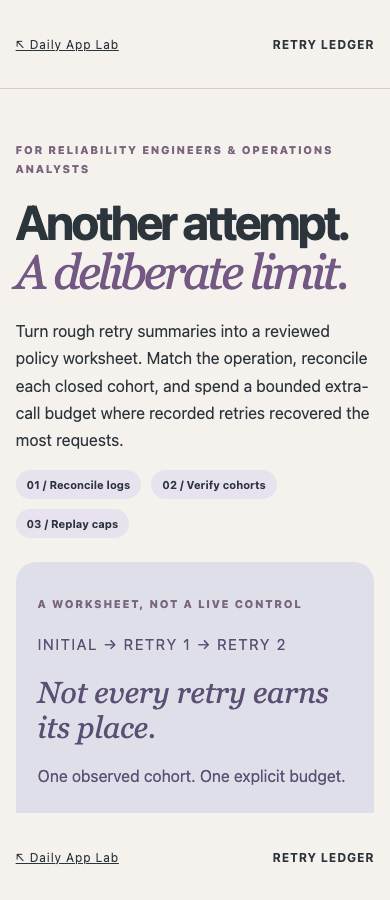 ↖ Daily App Lab
RETRY LEDGER
FOR RELIABILITY ENGINEERS & OPERATIONS
ANALYSTS
Another attempt.
A deliberate limit.
Turn rough retry summaries into a reviewed
policy worksheet. Match the operation, reconcile
each closed cohort, and spend a bounded extra-
call budget where recorded retries recovered the
most requests.
01 / Reconcile logs
02 / Verify cohorts
03 / Replay caps
A WORKSHEET, NOT A LIVE CONTROL
INITIAL → RETRY 1 → RETRY 2
Not every retry earns
its place.
One observed cohort. One explicit budget.
↖ Daily App Lab
RETRY LEDGER